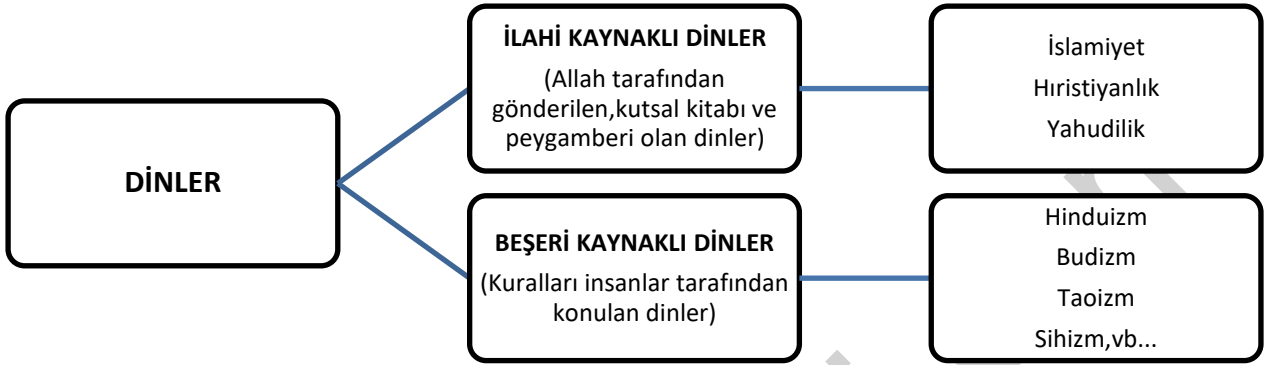 DİNLER
İLAHİ KAYNAKLI DİNLER
(Allah tarafından
gönderilen,kutsal kitabı ve
peygamberi olan dinler)
İslamiyet
Hıristiyanlık
Yahudilik
BEŞERİ KAYNAKLI DİNLER
(Kuralları insanlar tarafından
konulan dinler)
Hinduizm
Budizm
Taoizm
Sihizm,vb...